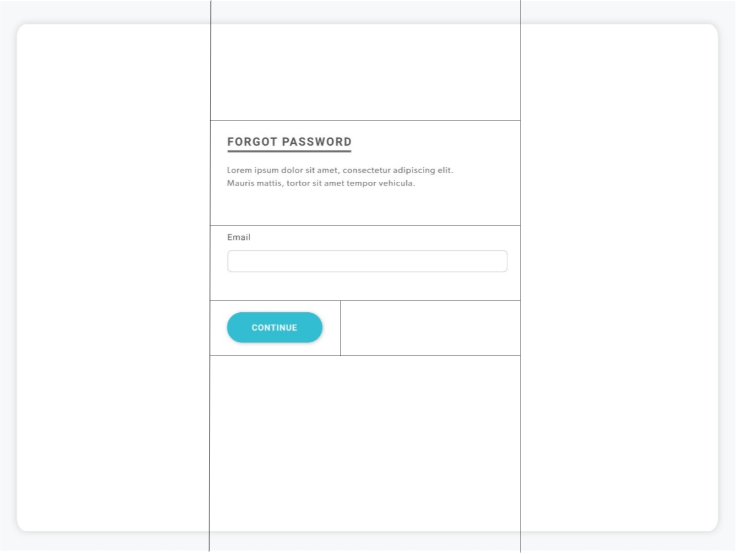 FORGOT PASSWORD
Lorem ipsum dolor sit amet, consectetur adipiscing elit.
Mauris mattis, tortor sit amet tempor vehicula.
Email
CONTINUE